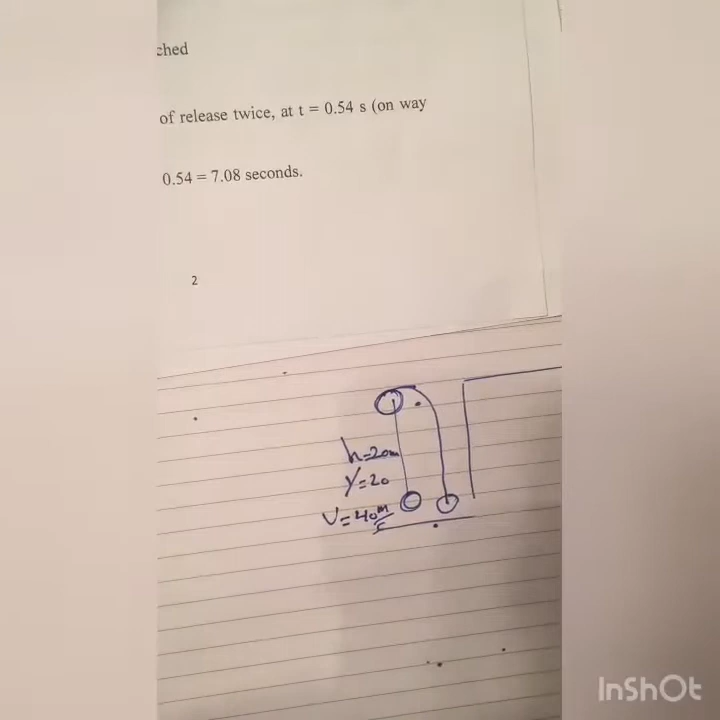 ched
of release twice, at t = 0.54 s (on way
0.54 = 7.08 seconds.
2
h=20m
y=20
V=40m/s
InShOt